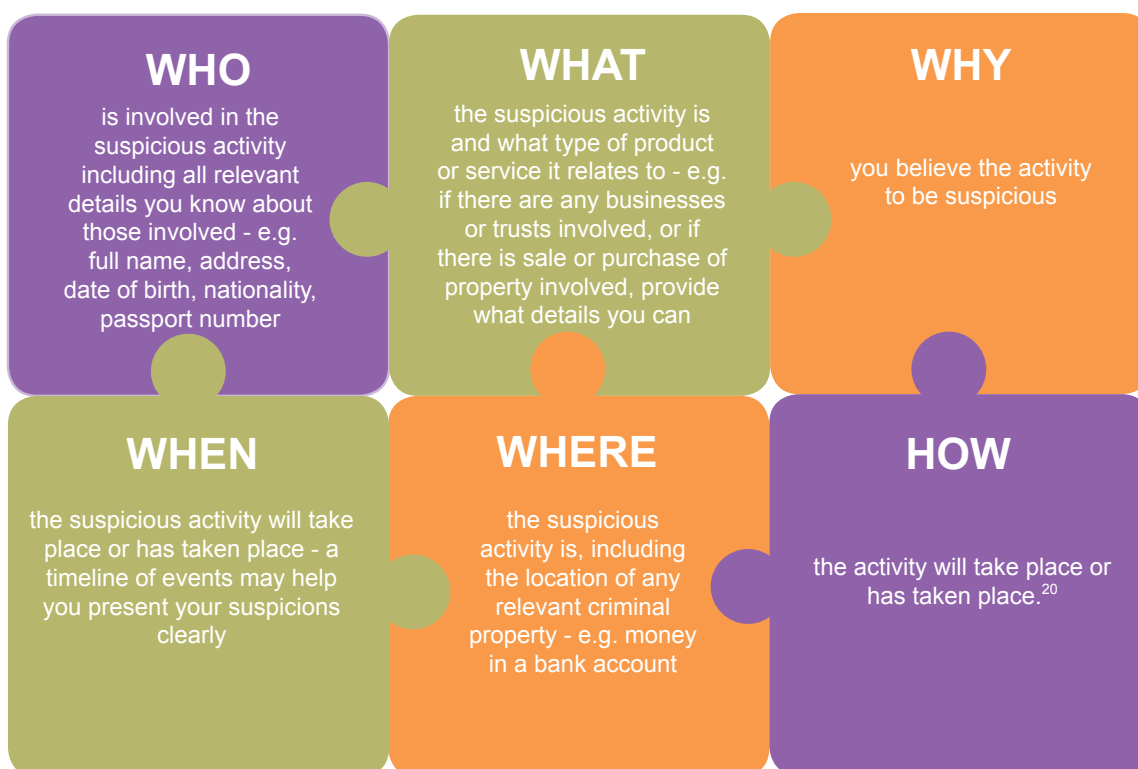 WHO
is involved in the
suspicious activity
including all relevant
details you know about
those involved - e.g.
full name, address,
date of birth, nationality,
passport number
WHAT
the suspicious activity is
and what type of product
or service it relates to - e.g.
if there are any businesses
or trusts involved, or if
there is sale or purchase of
property involved, provide
what details you can
WHY
you believe the activity
to be suspicious
WHEN
the suspicious activity will take
place or has taken place - a
timeline of events may help
you present your suspicions
clearly
WHERE
the suspicious
activity is, including
the location of any
relevant criminal
property - e.g. money
in a bank account
HOW
the activity will take place or
has taken place.20